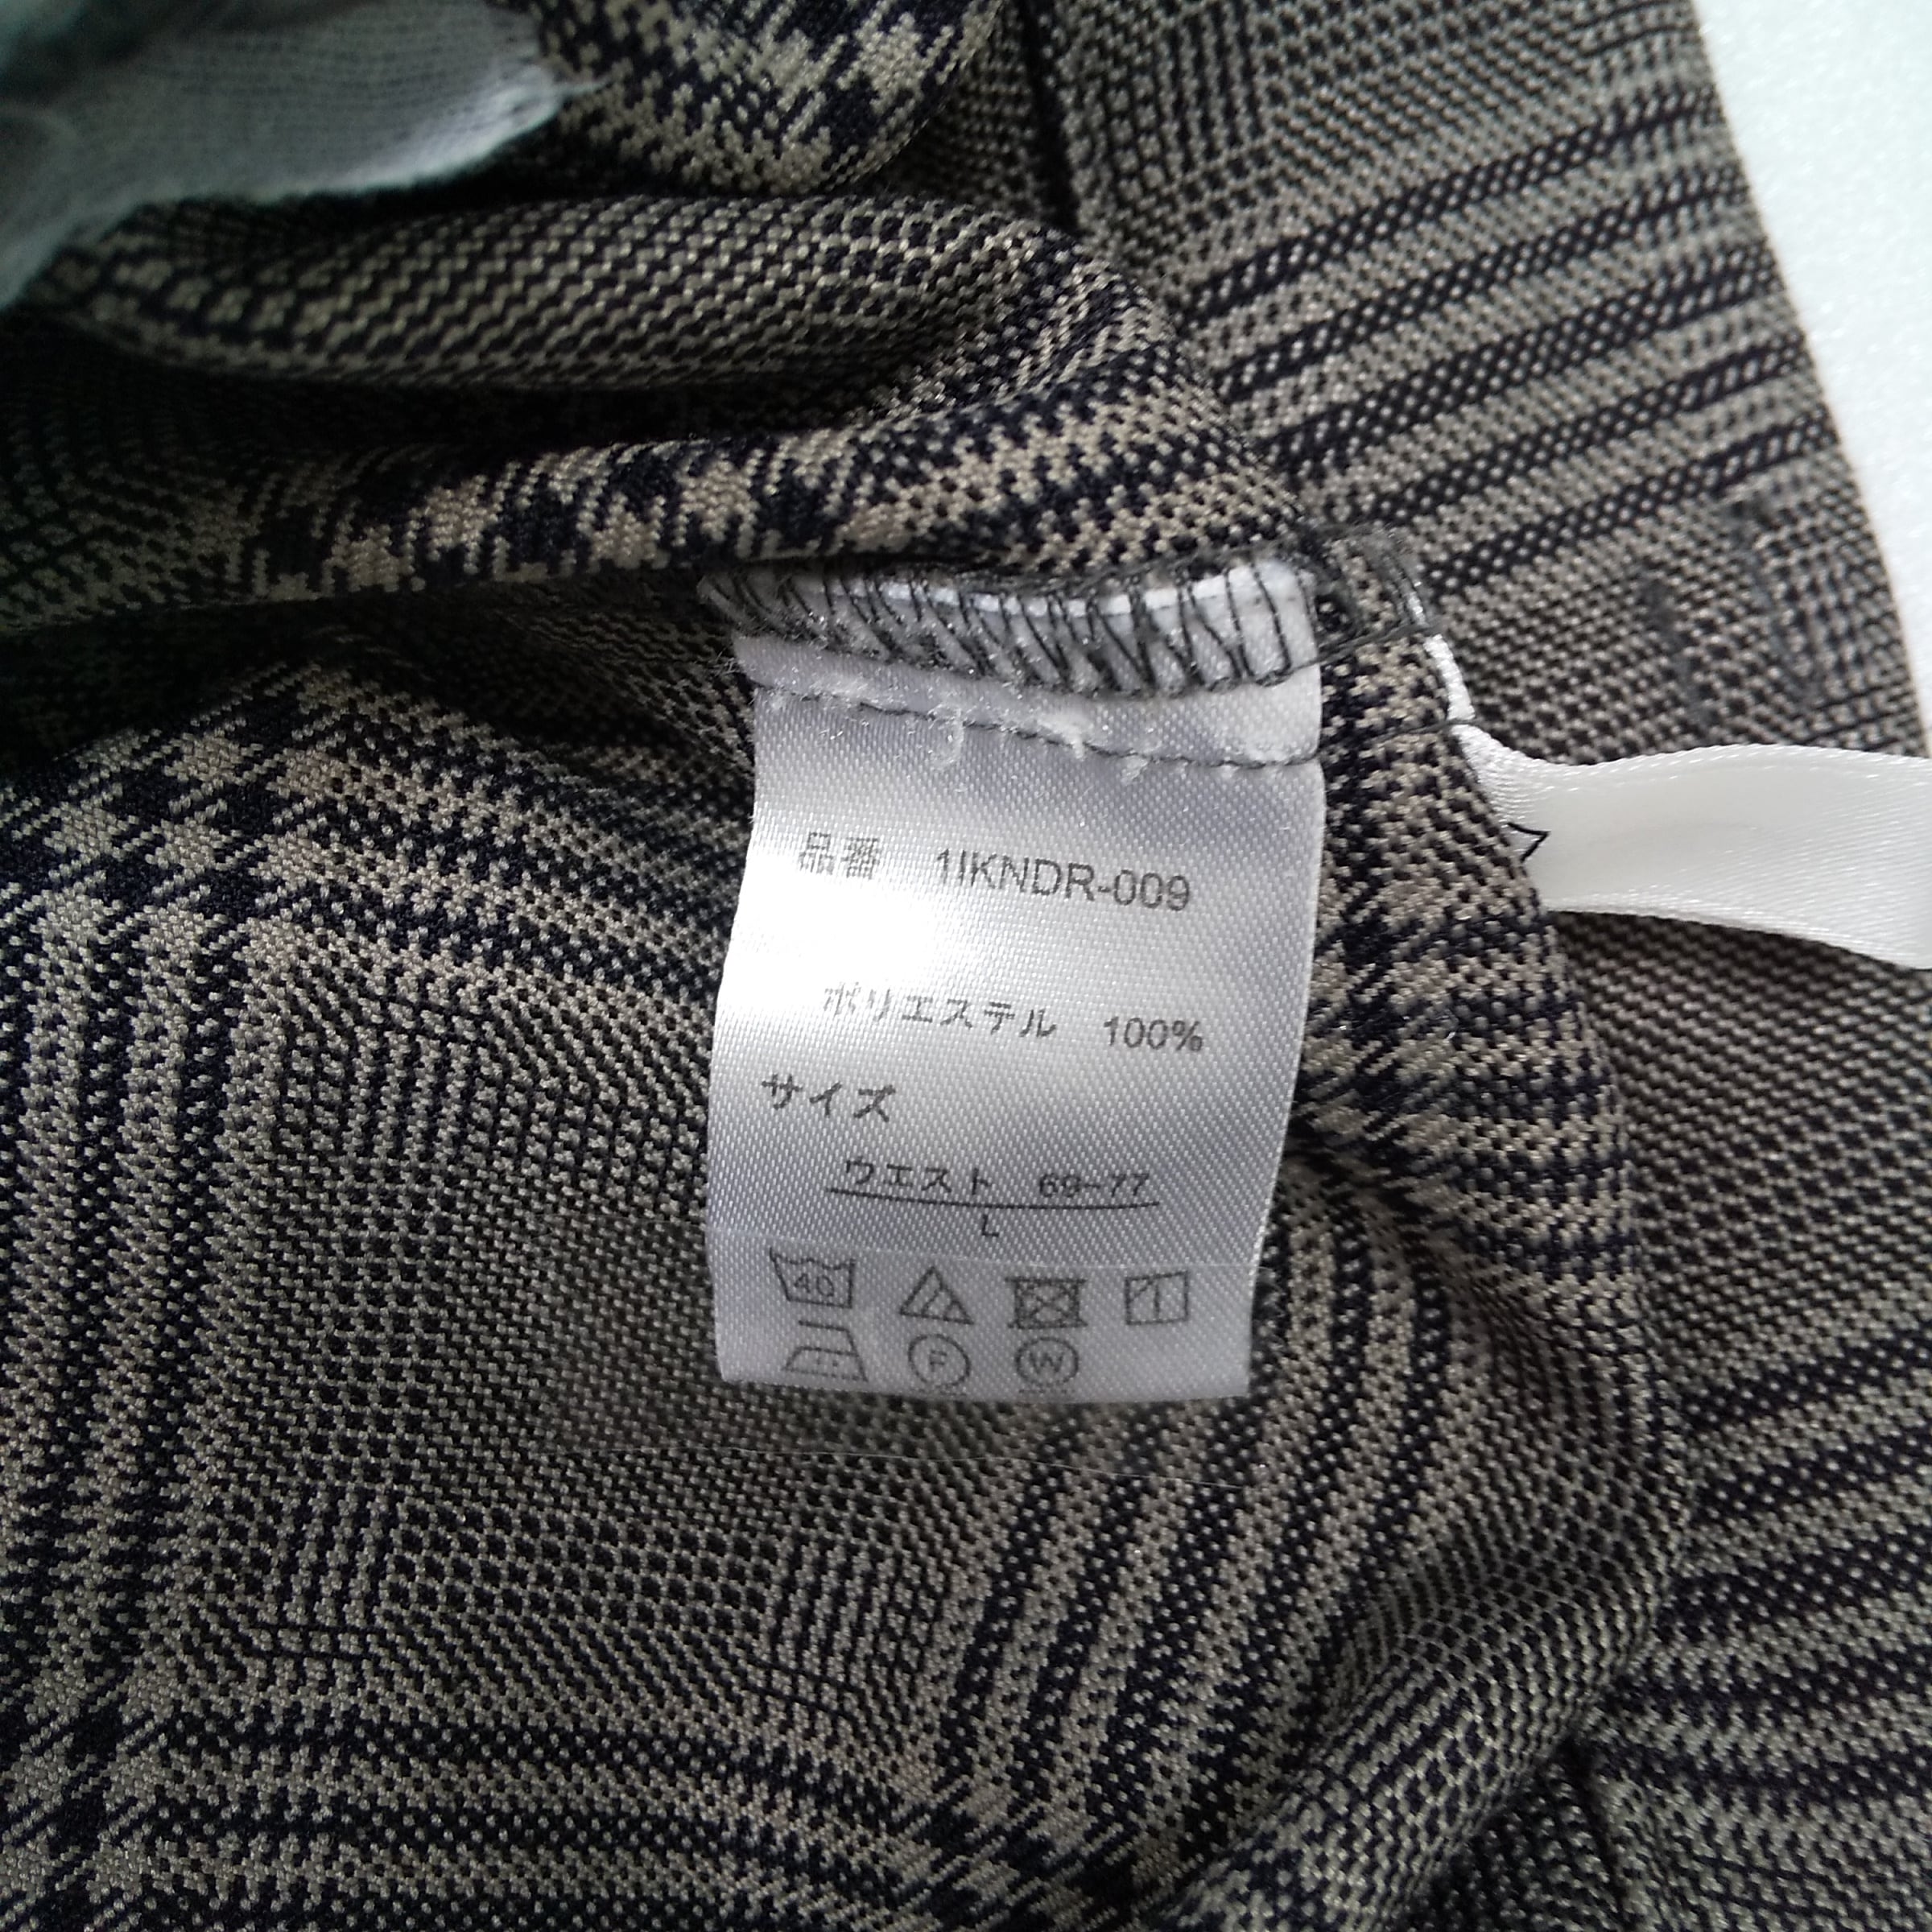 品番 1IKNDR-009
ポリエステル 100%
サイズ
ウエスト 69-77
L
40
F W